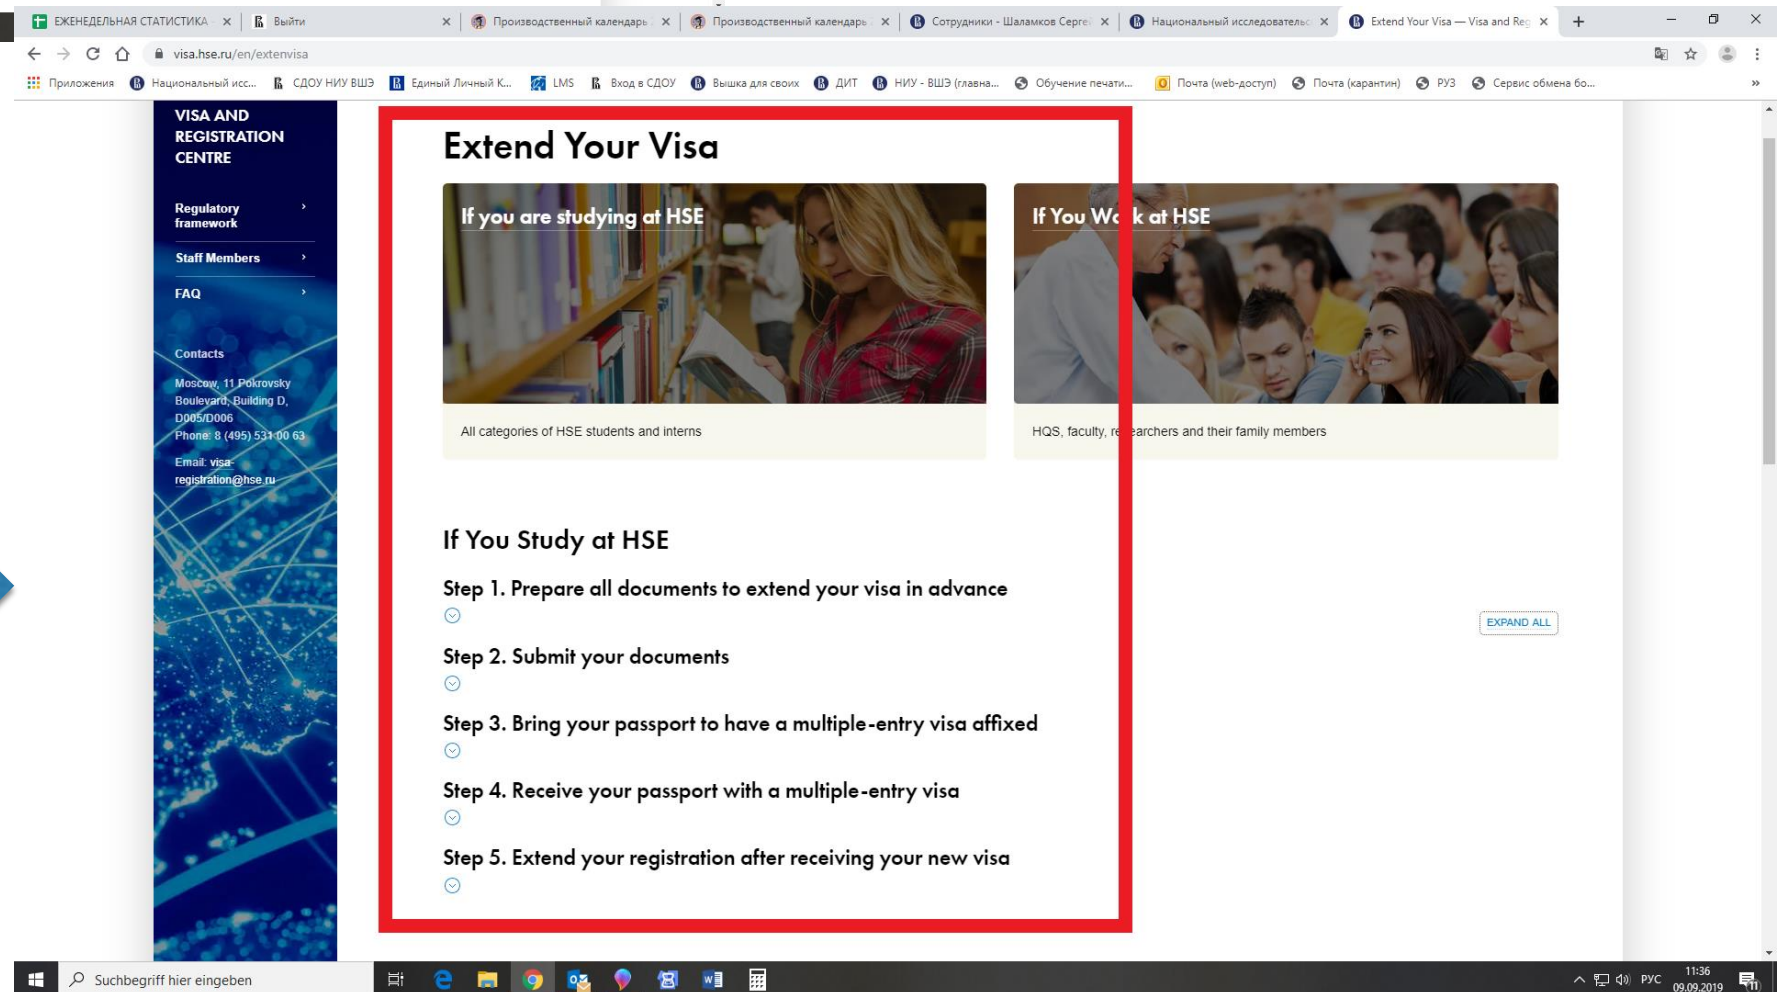 ЕЖЕНЕДЕЛЬНАЯ СТАТИСТИКА
Выйти
Производственный календарь
Производственный календарь
Сотрудники - Шаламков Сергей
Национальный исследовательс
Extend Your Visa — Visa and Reg
visa.hse.ru/en/extenvisa
Приложения
Национальный исс...
СДОУ НИУ ВШЭ
Единый Личный К...
LMS
Вход в СДОУ
Вышка для своих
ДИТ
НИУ - ВШЭ (главна...
Обучение печати...
Почта (web-доступ)
Почта (карантин)
РУЗ
Сервис обмена бо...
VISA AND
REGISTRATION
CENTRE
Regulatory
framework
Staff Members
FAQ
Contacts
Moscow, 11 Pokrovsky
Boulevard, Building D,
D005/D006
Phone: 8 (495) 531 00 63
Email: visa-
registration@hse.ru
Extend Your Visa
If you are studying at HSE
All categories of HSE students and interns
If You Work at HSE
HQS, faculty, researchers and their family members
If You Study at HSE
Step 1. Prepare all documents to extend your visa in advance
EXPAND ALL
Step 2. Submit your documents
Step 3. Bring your passport to have a multiple-entry visa affixed
Step 4. Receive your passport with a multiple-entry visa
Step 5. Extend your registration after receiving your new visa
Suchbegriff hier eingeben
РУС
11:36
09.09.2019
11